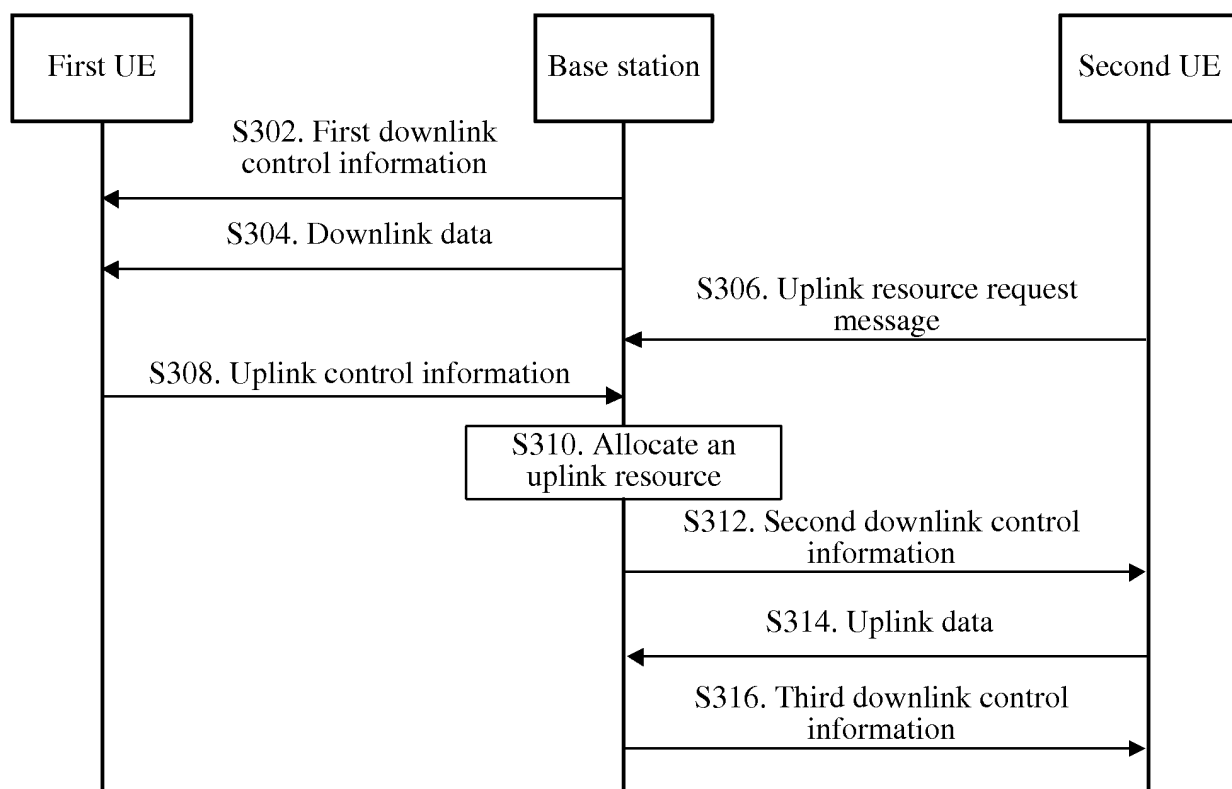 First UE
Base station
Second UE
S302. First downlink
control information
S304. Downlink data
S306. Uplink resource request
message
S308. Uplink control information
S310. Allocate an
uplink resource
S312. Second downlink control
information
S314. Uplink data
S316. Third downlink control
information